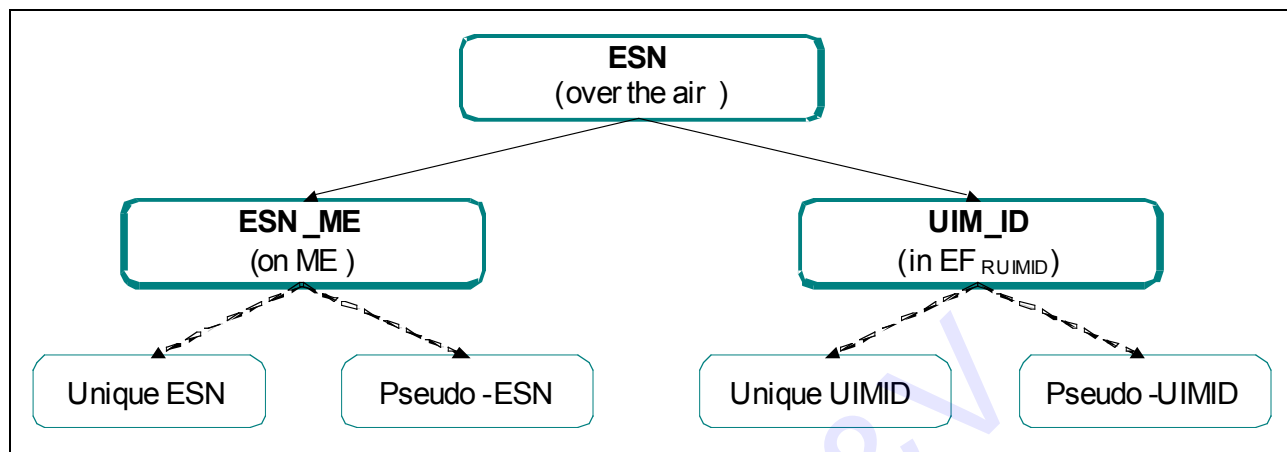 ESN
(over the air )
ESN _ME
(on ME )
UIM_ID
(in EF RUIMID)
Unique ESN
Pseudo -ESN
Unique UIMID
Pseudo -UIMID